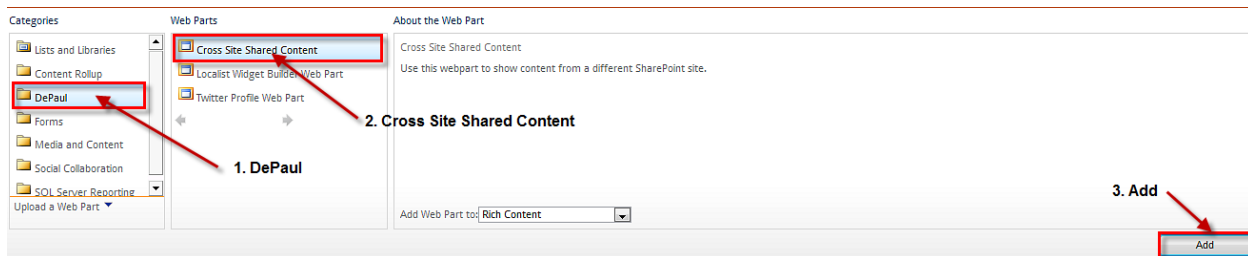 Categories
Web Parts
About the Web Part
Lists and Libraries
Content Rollup
DePaul
Forms
Media and Content
Social Collaboration
SQL Server Reporting
Upload a Web Part
Cross Site Shared Content
Localist Widget Builder Web Part
Twitter Profile Web Part
Cross Site Shared Content
Use this webpart to show content from a different SharePoint site.
2. Cross Site Shared Content
1. DePaul
3. Add
Add Web Part to: Rich Content
Add